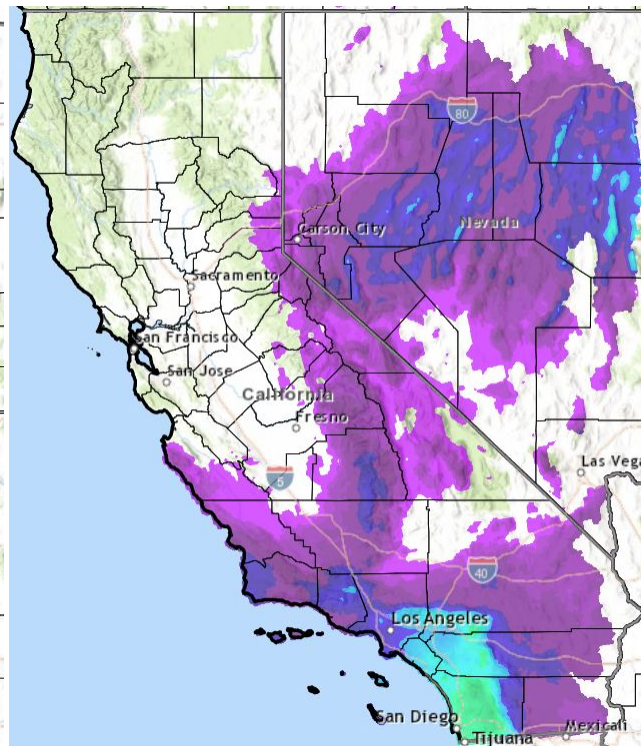 80
Carson City
Nevada
Sacramento
San Francisco
San Jose
California
Fresno
5
Las Vega
40
Los Angeles
San Diego
Mexicali
Tijuana